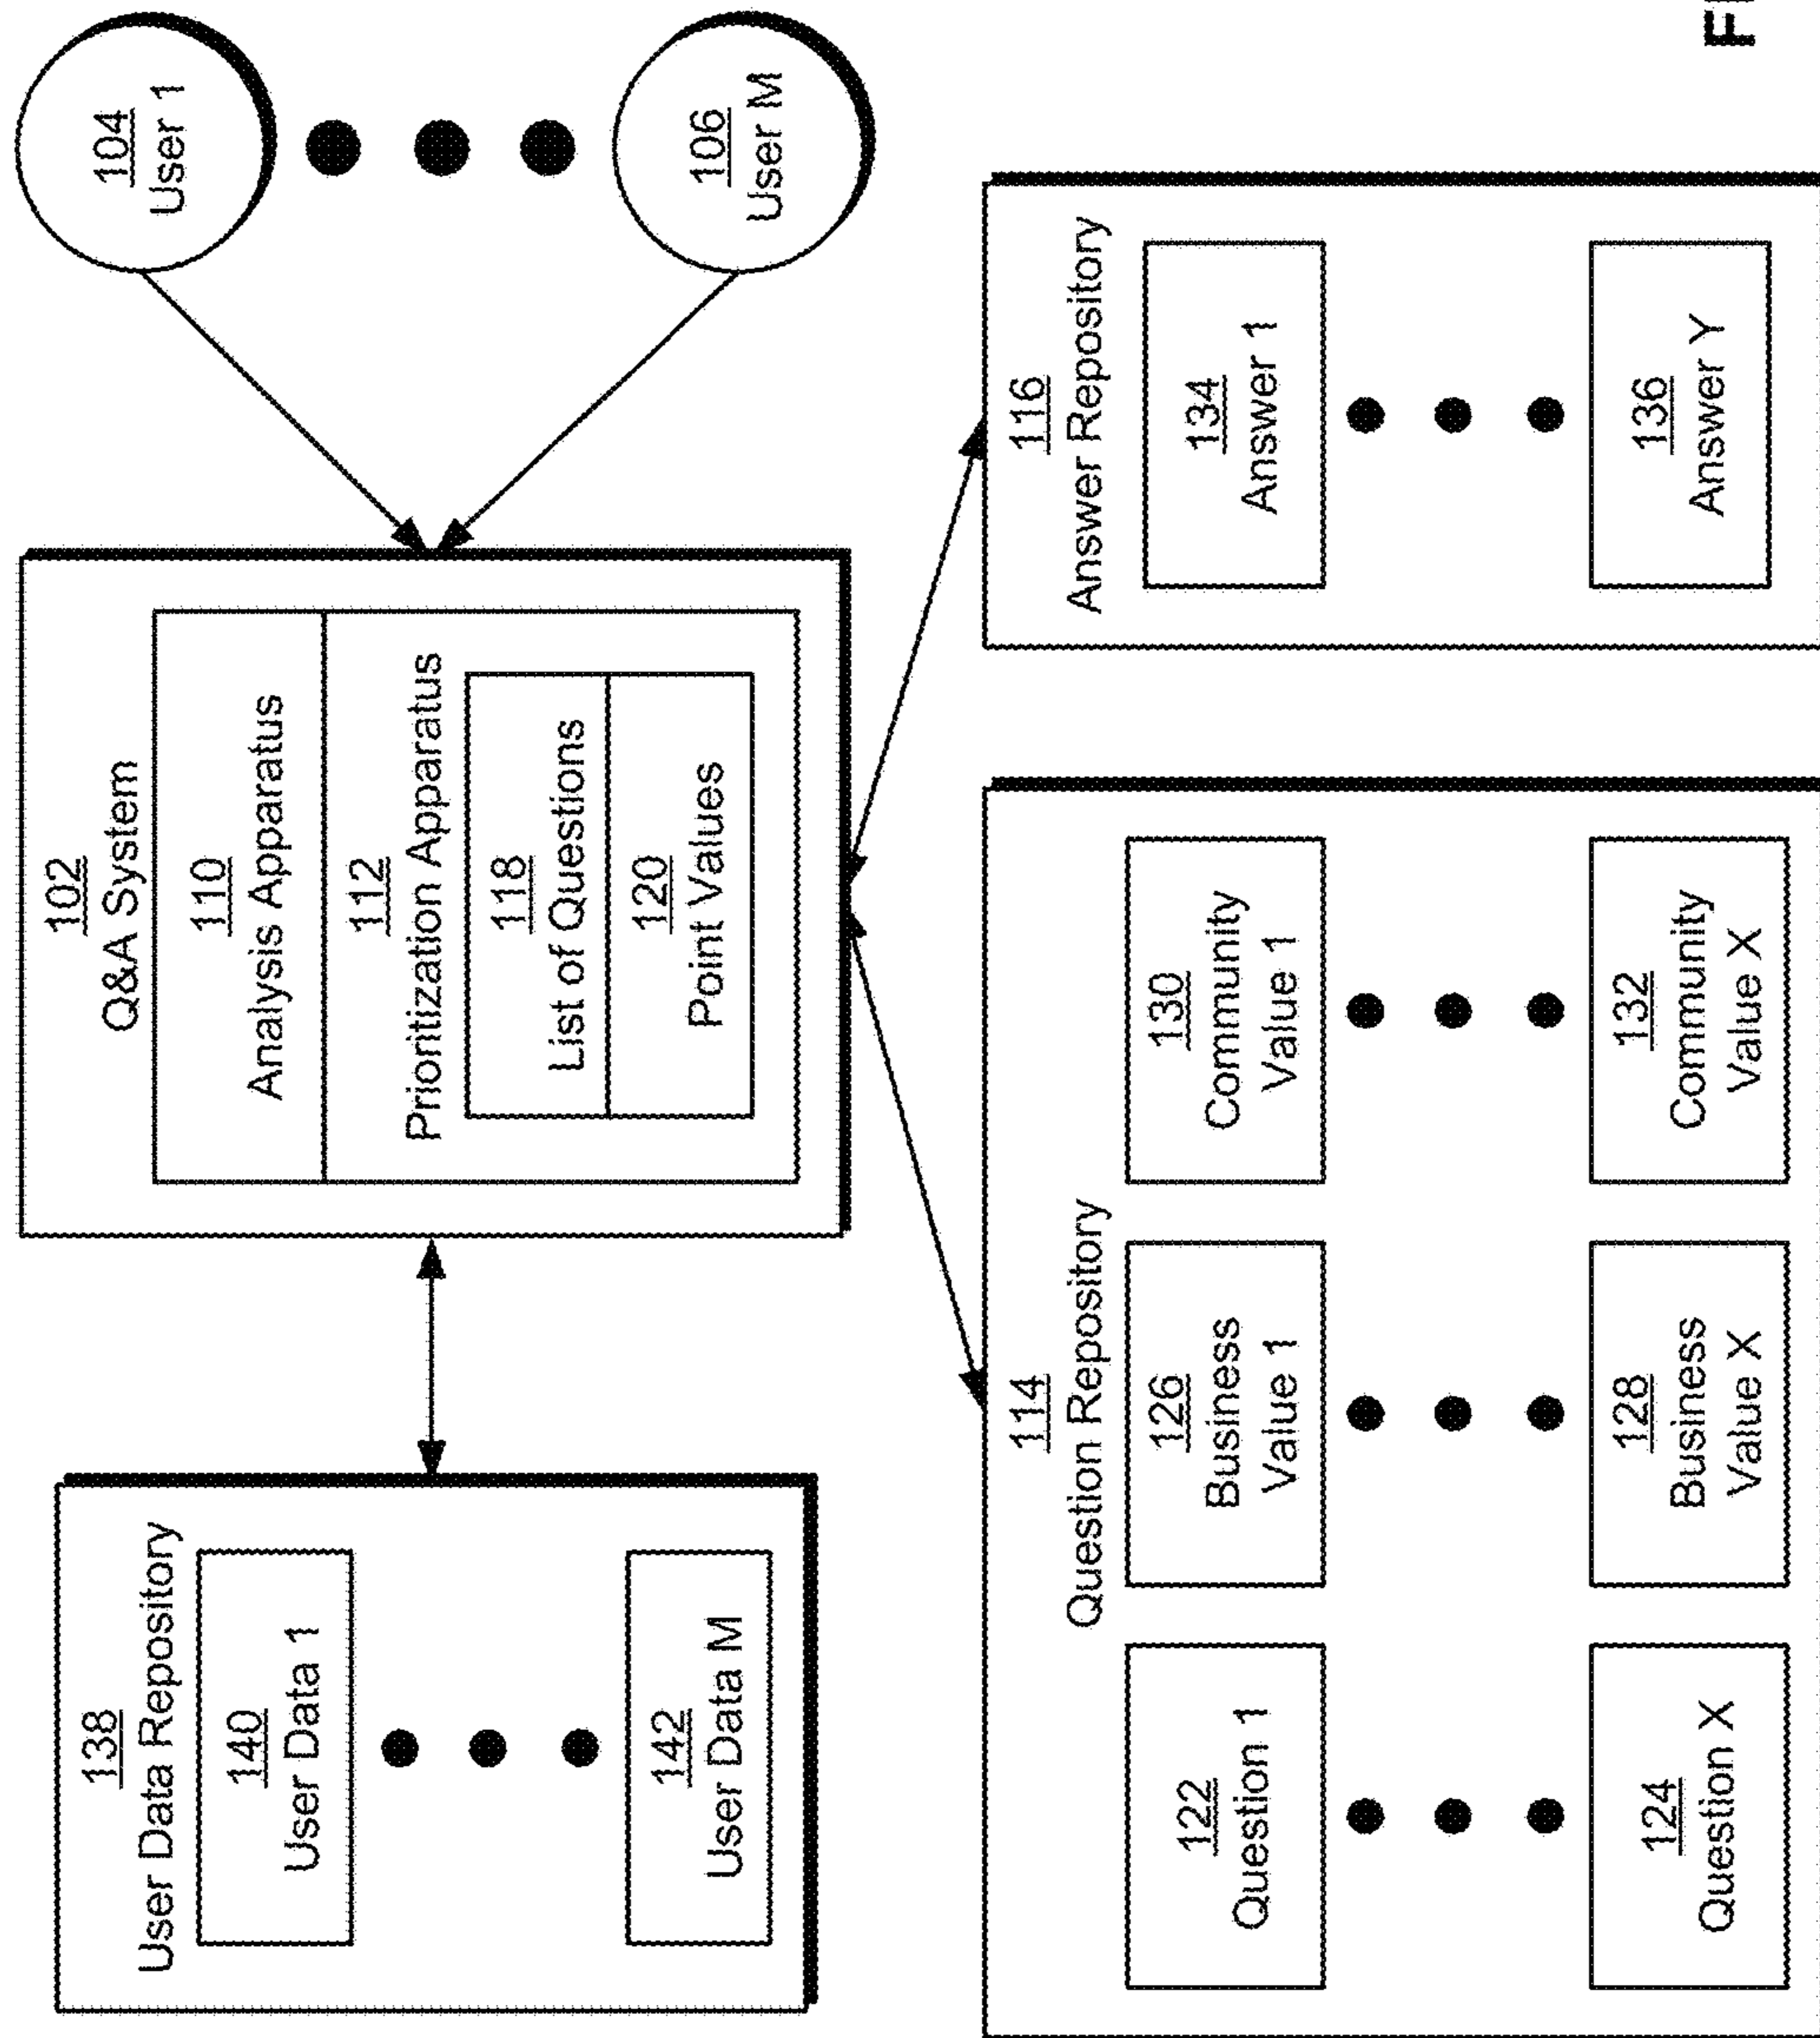 138
User Data Repository
140
User Data 1
142
User Data M
102
Q&A System
110
Analysis Apparatus
112
Prioritization Apparatus
118
List of Questions
120
Point Values
104
User 1
106
User M
114
Question Repository
122
Question 1
126
Business
Value 1
130
Community
Value 1
124
Question X
128
Business
Value X
132
Community
Value X
116
Answer Repository
134
Answer 1
136
Answer Y